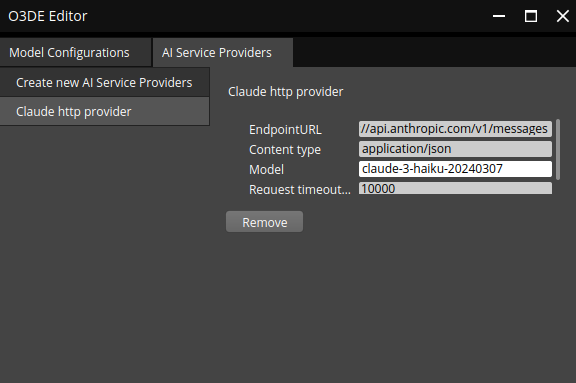 O3DE Editor
Model Configurations
AI Service Providers
Create new AI Service Providers
Claude http provider
Claude http provider
EndpointURL //api.anthropic.com/v1/messages
Content type application/json
Model claude-3-haiku-20240307
Request timeout... 10000
Remove